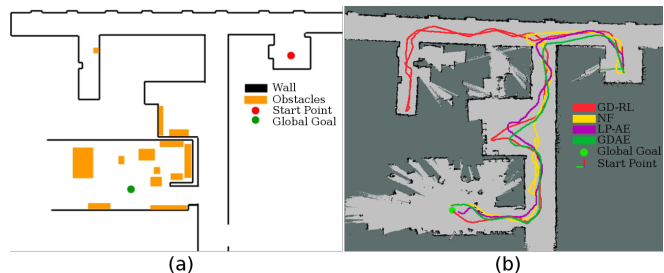 Wall
Obstacles
Start Point
Global Goal
GD-RL
NF
LP-AE
GDAE
Global Goal
Start Point
(a)
(b)